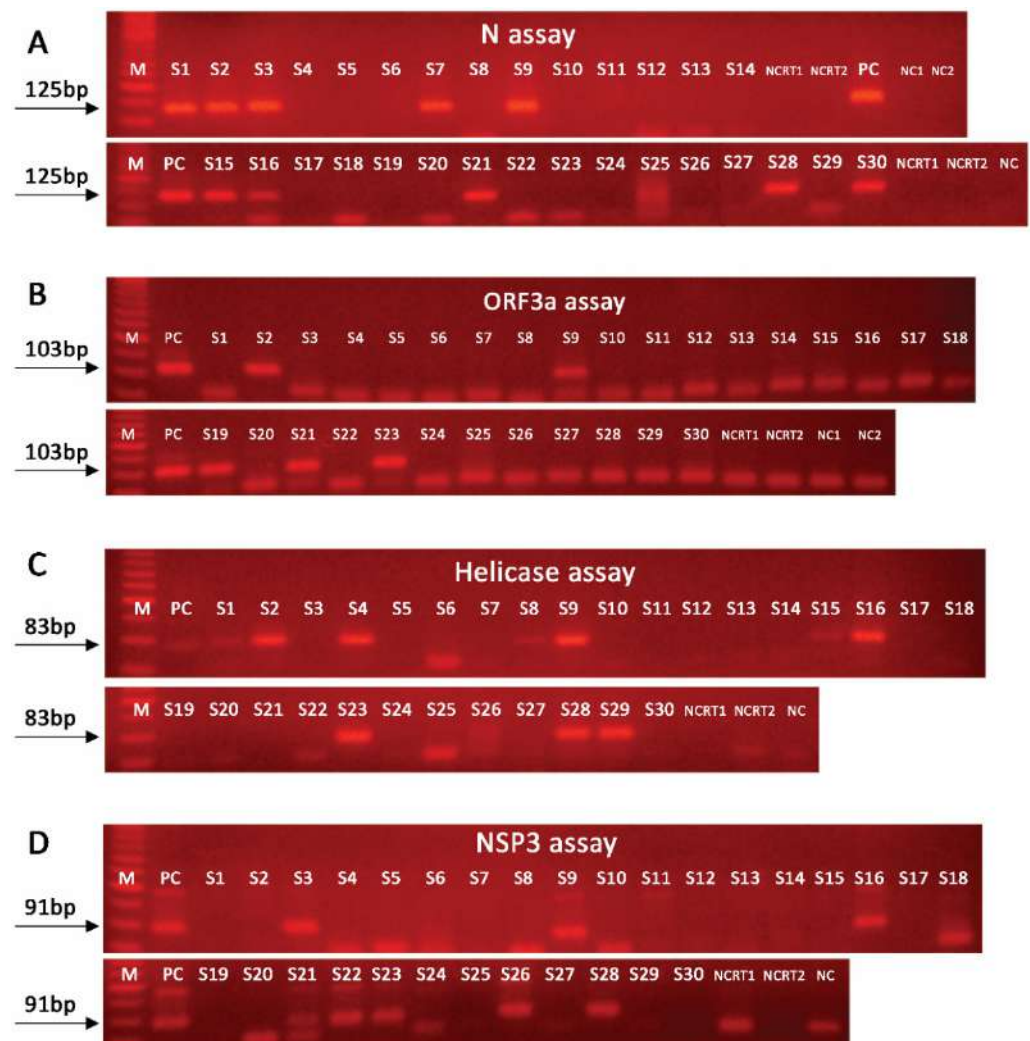 A
N assay
M S1 S2 S3 S4 S5 S6 S7 S8 S9 S10 S11 S12 S13 S14 NCRT1 NCRT2 PC NC1 NC2
125bp
M PC S15 S16 S17 S18 S19 S20 S21 S22 S23 S24 S25 S26 S27 S28 S29 S30 NCRT1 NCRT2 NC
125bp
B
ORF3a assay
M PC S1 S2 S3 S4 S5 S6 S7 S8 S9 S10 S11 S12 S13 S14 S15 S16 S17 S18
103bp
M PC S19 S20 S21 S22 S23 S24 S25 S26 S27 S28 S29 S30 NCRT1 NCRT2 NC1 NC2
103bp
C
Helicase assay
M PC S1 S2 S3 S4 S5 S6 S7 S8 S9 S10 S11 S12 S13 S14 S15 S16 S17 S18
83bp
M S19 S20 S21 S22 S23 S24 S25 S26 S27 S28 S29 S30 NCRT1 NCRT2 NC
83bp
D
NSP3 assay
M PC S1 S2 S3 S4 S5 S6 S7 S8 S9 S10 S11 S12 S13 S14 S15 S16 S17 S18
91bp
M PC S19 S20 S21 S22 S23 S24 S25 S26 S27 S28 S29 S30 NCRT1 NCRT2 NC
91bp